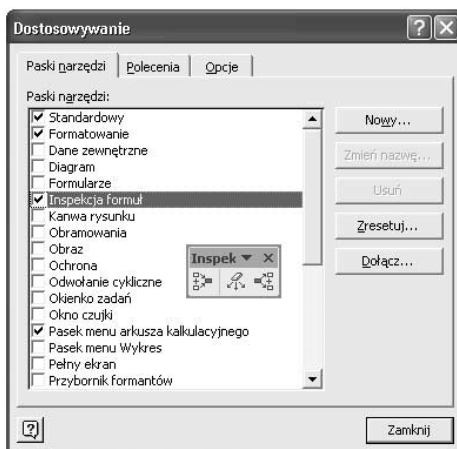 Dostosowywanie
Paski narzędzi
Polecenia
Opcje
Paski narzędzi:
Standardowy
Formatowanie
Dane zewnętrzne
Diagram
Formularze
Inspekcja formuł
Kanwa rysunku
Obramowania
Obraz
Ochrona
Odwołanie cykliczne
Okienko zadań
Okno czujki
Pasek menu arkusza kalkulacyjnego
Pasek menu Wykres
Pełny ekran
Przybornik formantów
Inspek
Nowy...
Zmień nazwę...
Usuń
Zresetuj...
Dołącz...
Zamknij